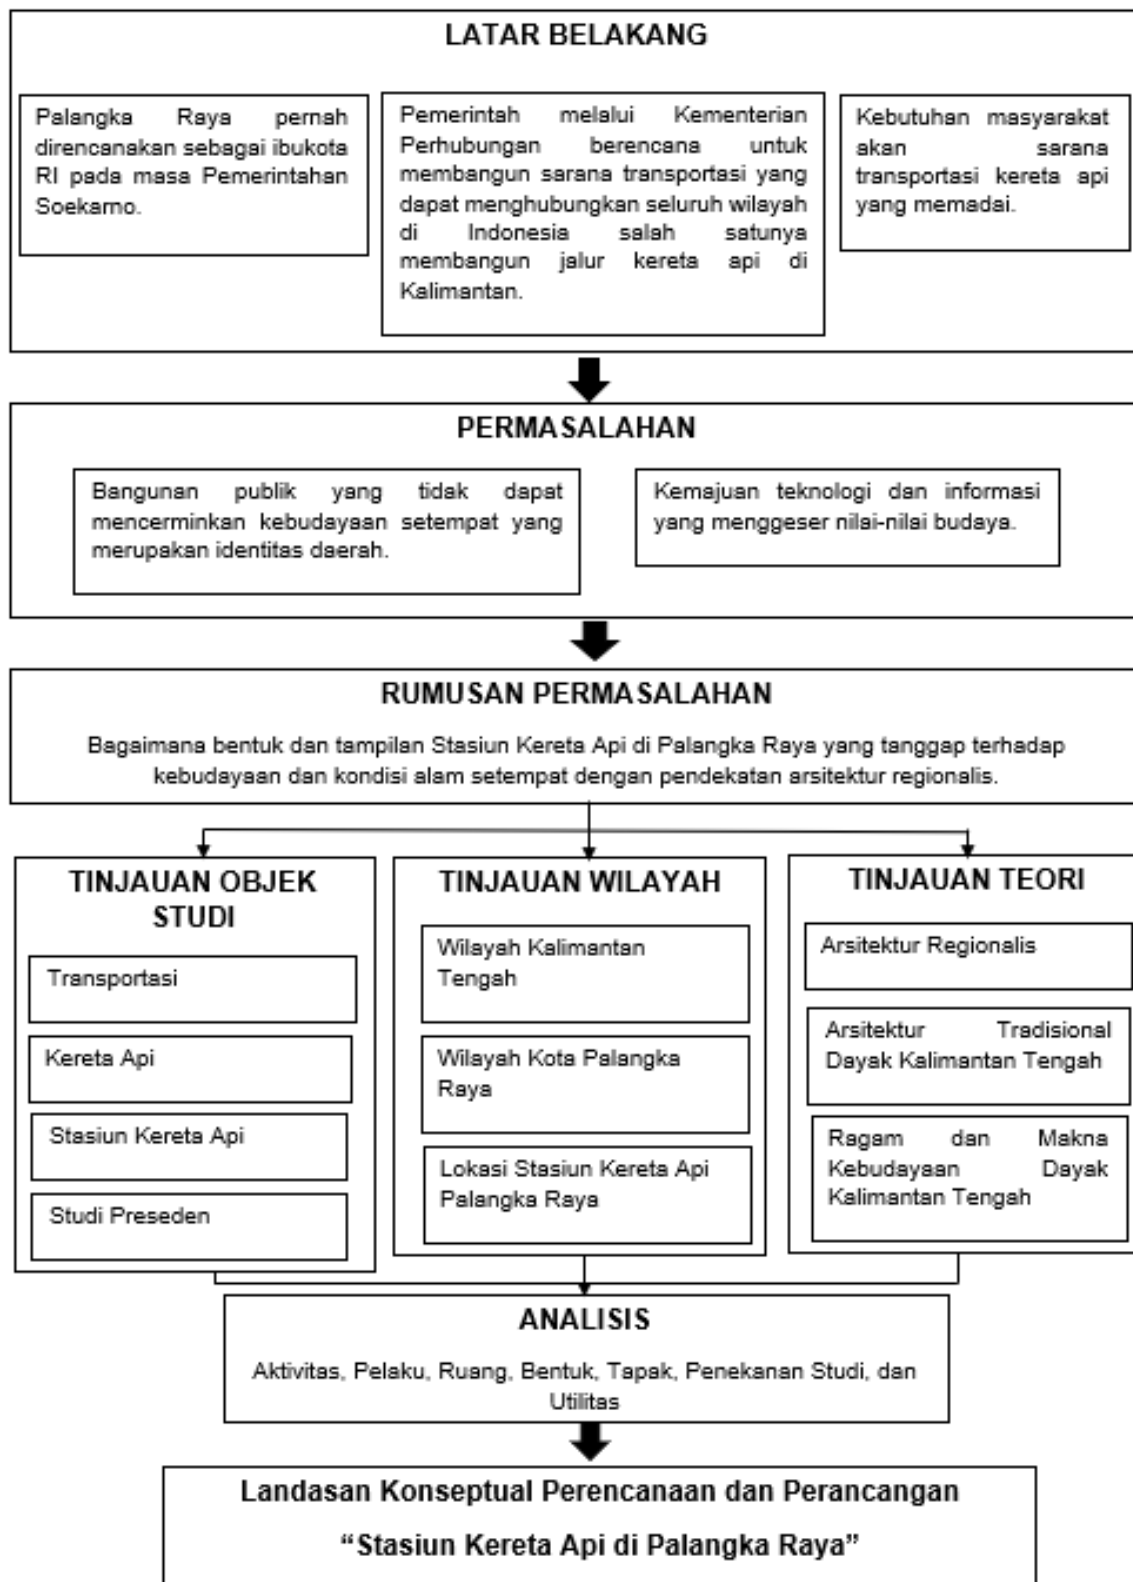 LATAR BELAKANG
Palangka Raya pernah
direncanakan sebagai ibukota
RI pada masa Pemerintahan
Soekarno.
Pemerintah melalui Kementerian
Perhubungan berencana untuk
membangun sarana transportasi yang
dapat menghubungkan seluruh wilayah
di Indonesia salah satunya
membangun jalur kereta api di
Kalimantan.
Kebutuhan masyarakat
akan sarana
transportasi kereta api
yang memadai.
PERMASALAHAN
Bangunan publik yang tidak dapat
mencerminkan kebudayaan setempat yang
merupakan identitas daerah.
Kemajuan teknologi dan informasi
yang menggeser nilai-nilai budaya.
RUMUSAN PERMASALAHAN
Bagaimana bentuk dan tampilan Stasiun Kereta Api di Palangka Raya yang tanggap terhadap
kebudayaan dan kondisi alam setempat dengan pendekatan arsitektur regionalis.
TINJAUAN OBJEK
STUDI
Transportasi
Kereta Api
Stasiun Kereta Api
Studi Preseden
TINJAUAN WILAYAH
Wilayah Kalimantan
Tengah
Wilayah Kota Palangka
Raya
Lokasi Stasiun Kereta Api
Palangka Raya
TINJAUAN TEORI
Arsitektur Regionalis
Arsitektur Tradisional
Dayak Kalimantan Tengah
Ragam dan Makna
Kebudayaan Dayak
Kalimantan Tengah
ANALISIS
Aktivitas, Pelaku, Ruang, Bentuk, Tapak, Penekanan Studi, dan
Utilitas
Landasan Konseptual Perencanaan dan Perancangan
“Stasiun Kereta Api di Palangka Raya”